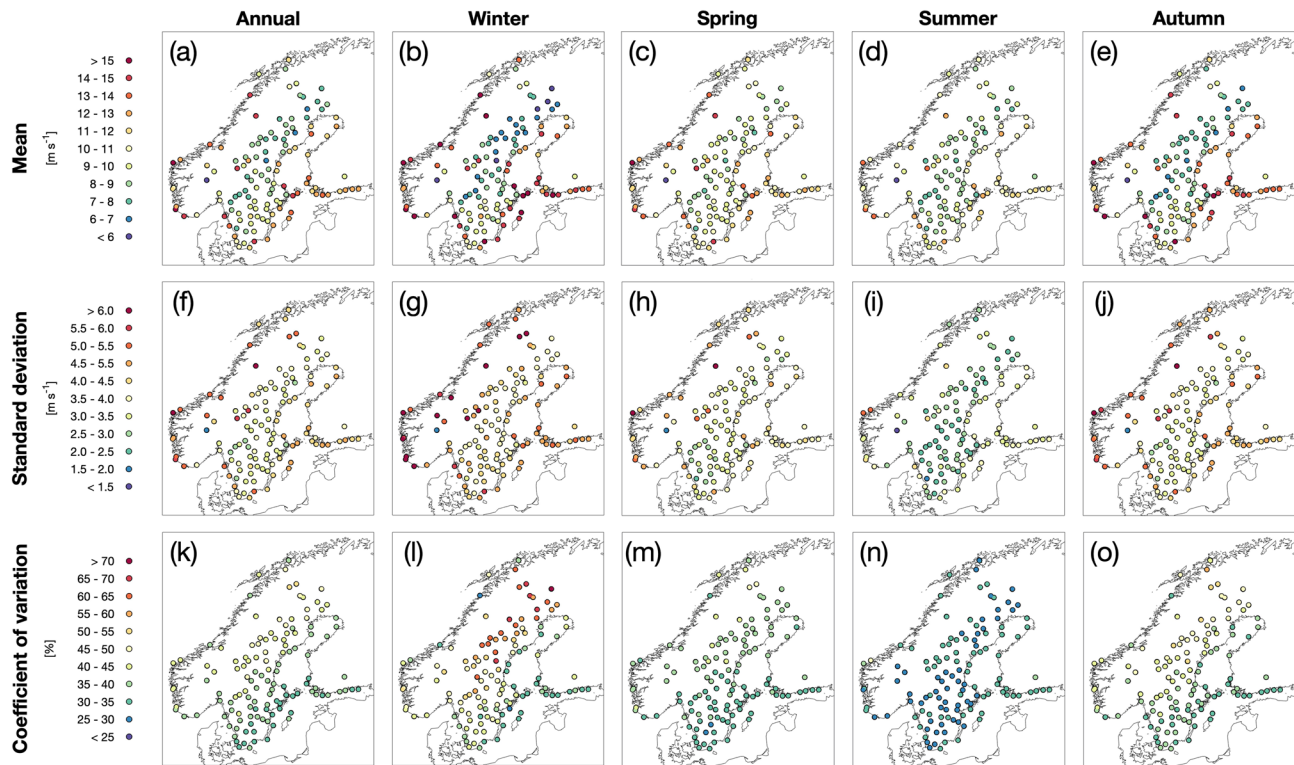 Annual Winter Spring Summer Autumn
(a) (b) (c) (d) (e)
Mean
[m s⁻¹]
> 15
14 - 15
13 - 14
12 - 13
11 - 12
10 - 11
9 - 10
8 - 9
7 - 8
6 - 7
< 6
(f) (g) (h) (i) (j)
Standard deviation
[m s⁻¹]
> 6.0
5.5 - 6.0
5.0 - 5.5
4.5 - 5.5
4.0 - 4.5
3.5 - 4.0
3.0 - 3.5
2.5 - 3.0
2.0 - 2.5
1.5 - 2.0
< 1.5
(k) (l) (m) (n) (o)
Coefficient of variation
[%]
> 70
65 - 70
60 - 65
55 - 60
50 - 55
45 - 50
40 - 45
35 - 40
30 - 35
25 - 30
< 25